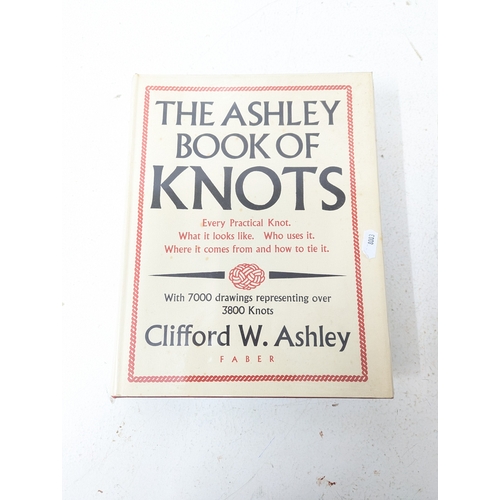 THE ASHLEY
BOOK OF
KNOTS
Every Practical Knot.
What it looks like. Who uses it.
Where It comes from and how to tie it.
With 7000 drawings representing over
3800 Knots
Clifford W. Ashley
FABER